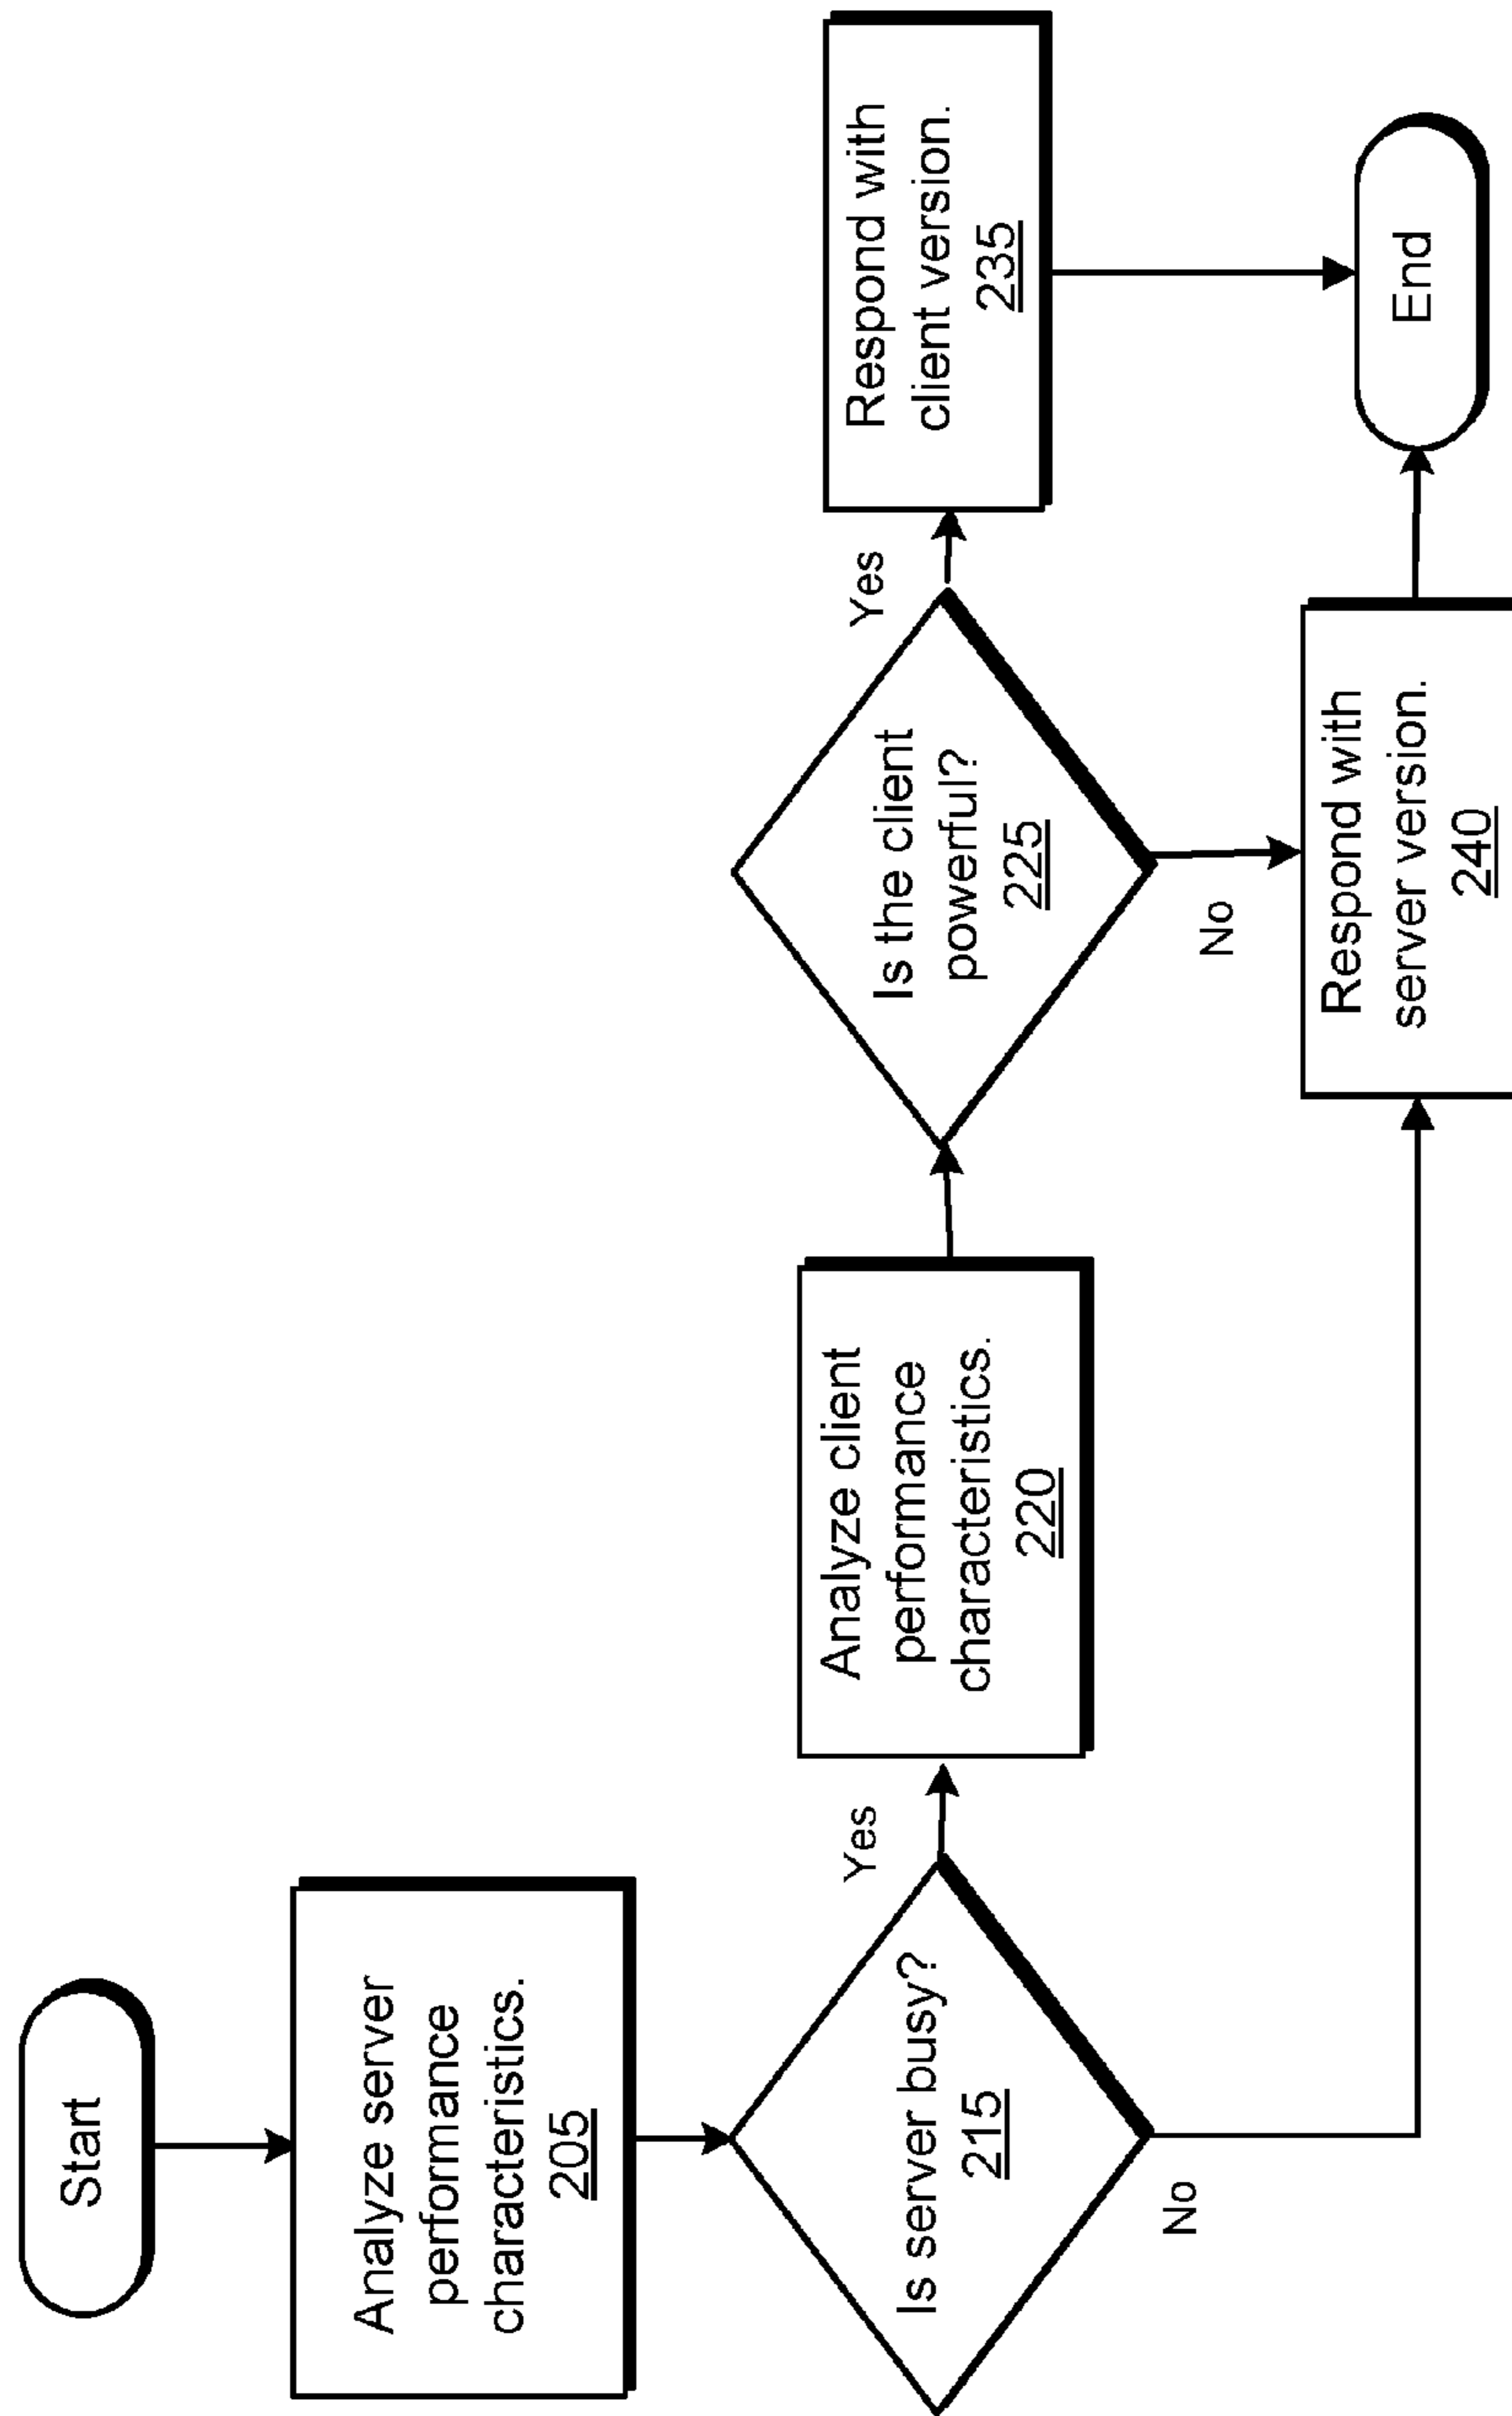 Start
Analyze server
performance
characteristics.
205
Is server busy?
215
Yes
No
Analyze client
performance
characteristics.
220
Is the client
powerful?
225
Yes
No
Respond with
client version.
235
Respond with
server version.
240
End